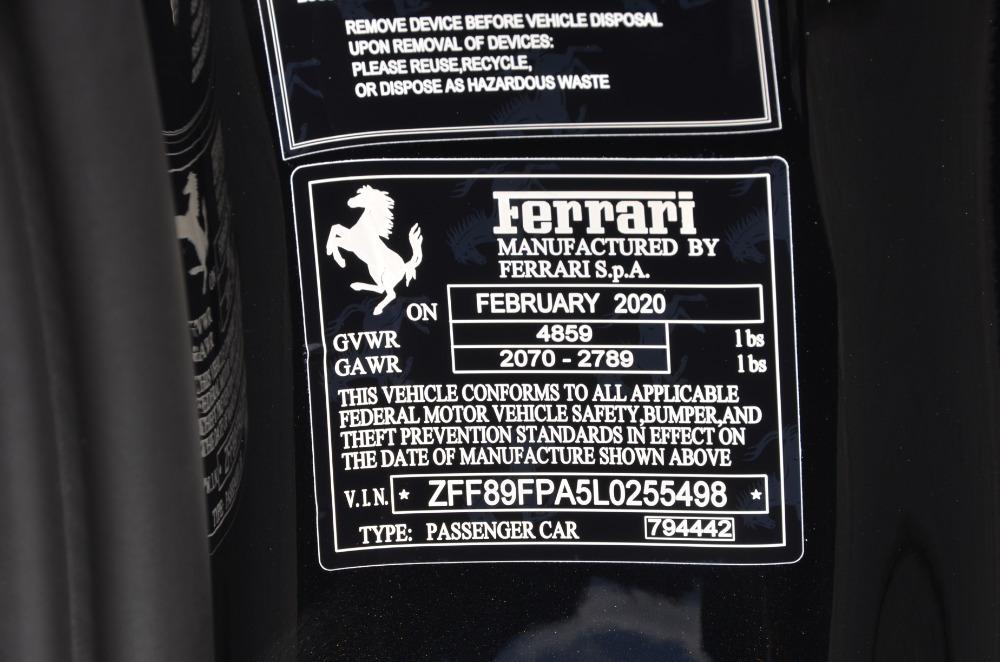 REMOVE DEVICE BEFORE VEHICLE DISPOSAL
UPON REMOVAL OF DEVICES:
PLEASE REUSE,RECYCLE,
OR DISPOSE AS HAZARDOUS WASTE
Ferrari
MANUFACTURED BY
FERRARI S.p.A.
ON FEBRUARY 2020
GVWR 4859 lbs
GAWR 2070 - 2789 lbs
THIS VEHICLE CONFORMS TO ALL APPLICABLE
FEDERAL MOTOR VEHICLE SAFETY,BUMPER,AND
THEFT PREVENTION STANDARDS IN EFFECT ON
THE DATE OF MANUFACTURE SHOWN ABOVE
V.I.N. * ZFF89FPA5L0255498 *
TYPE: PASSENGER CAR 794442